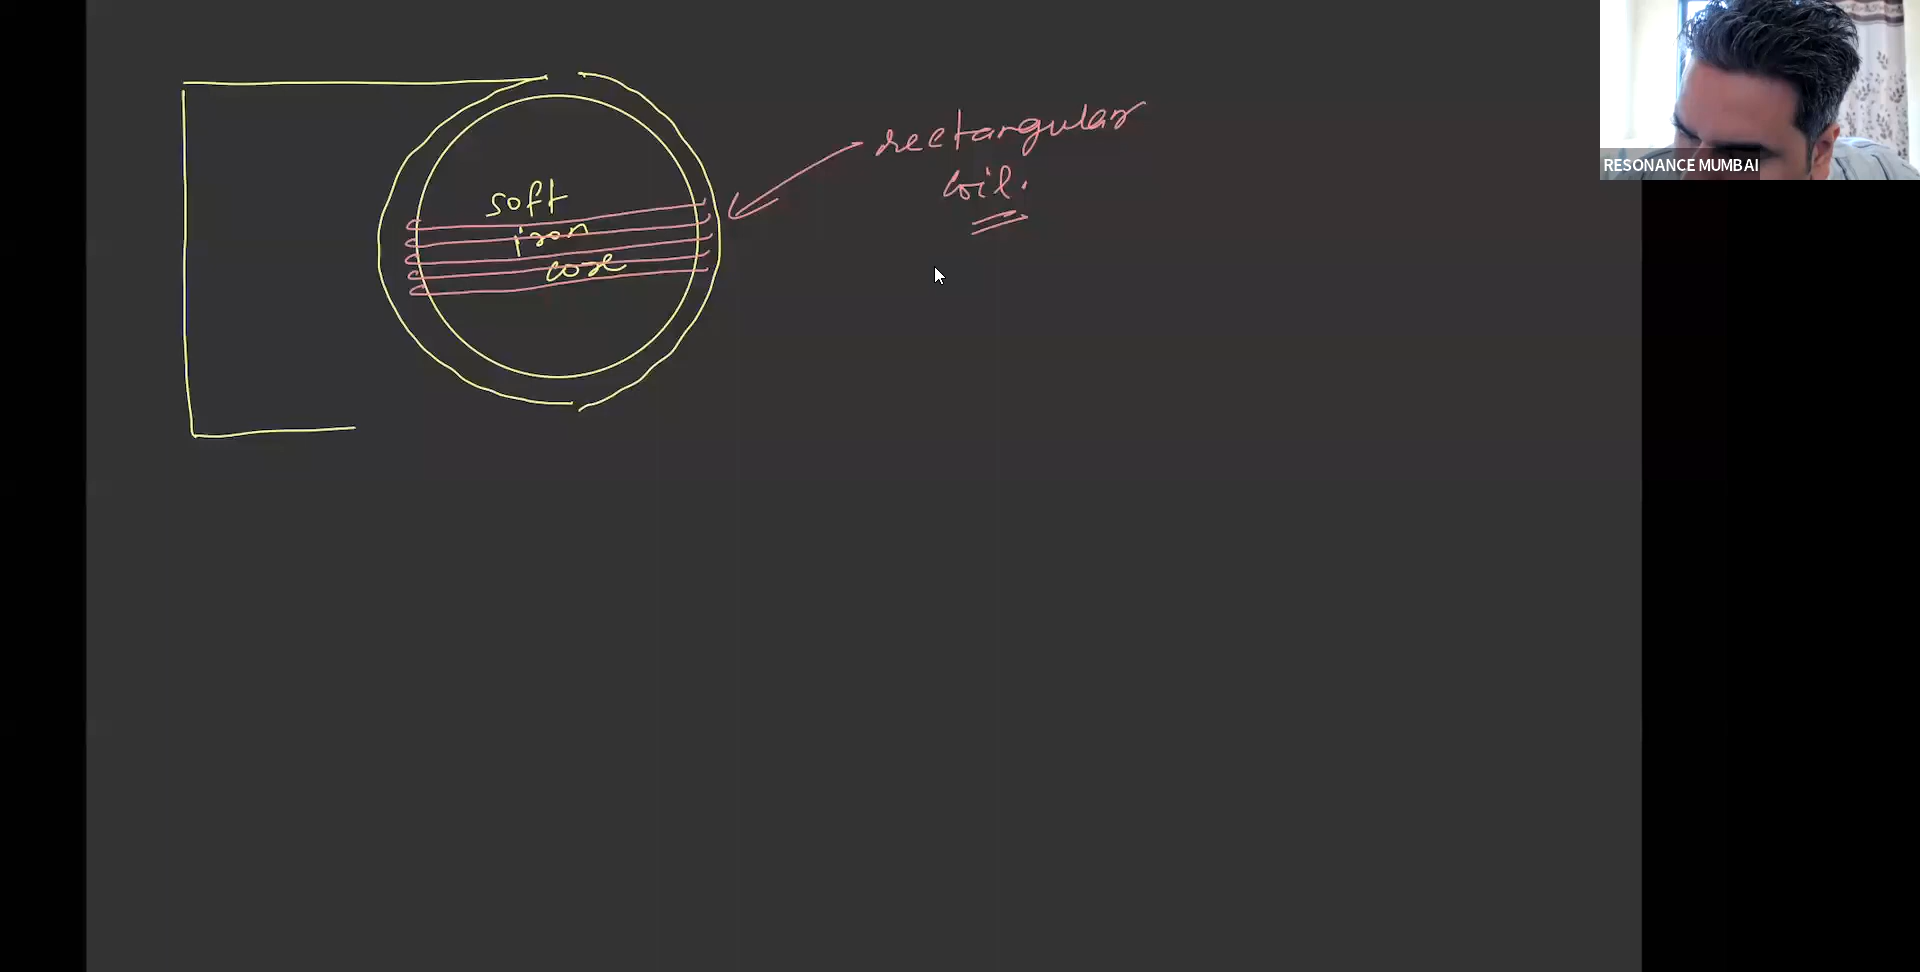 rectangular
coil.
soft
iron
core
RESONANCE MUMBAI